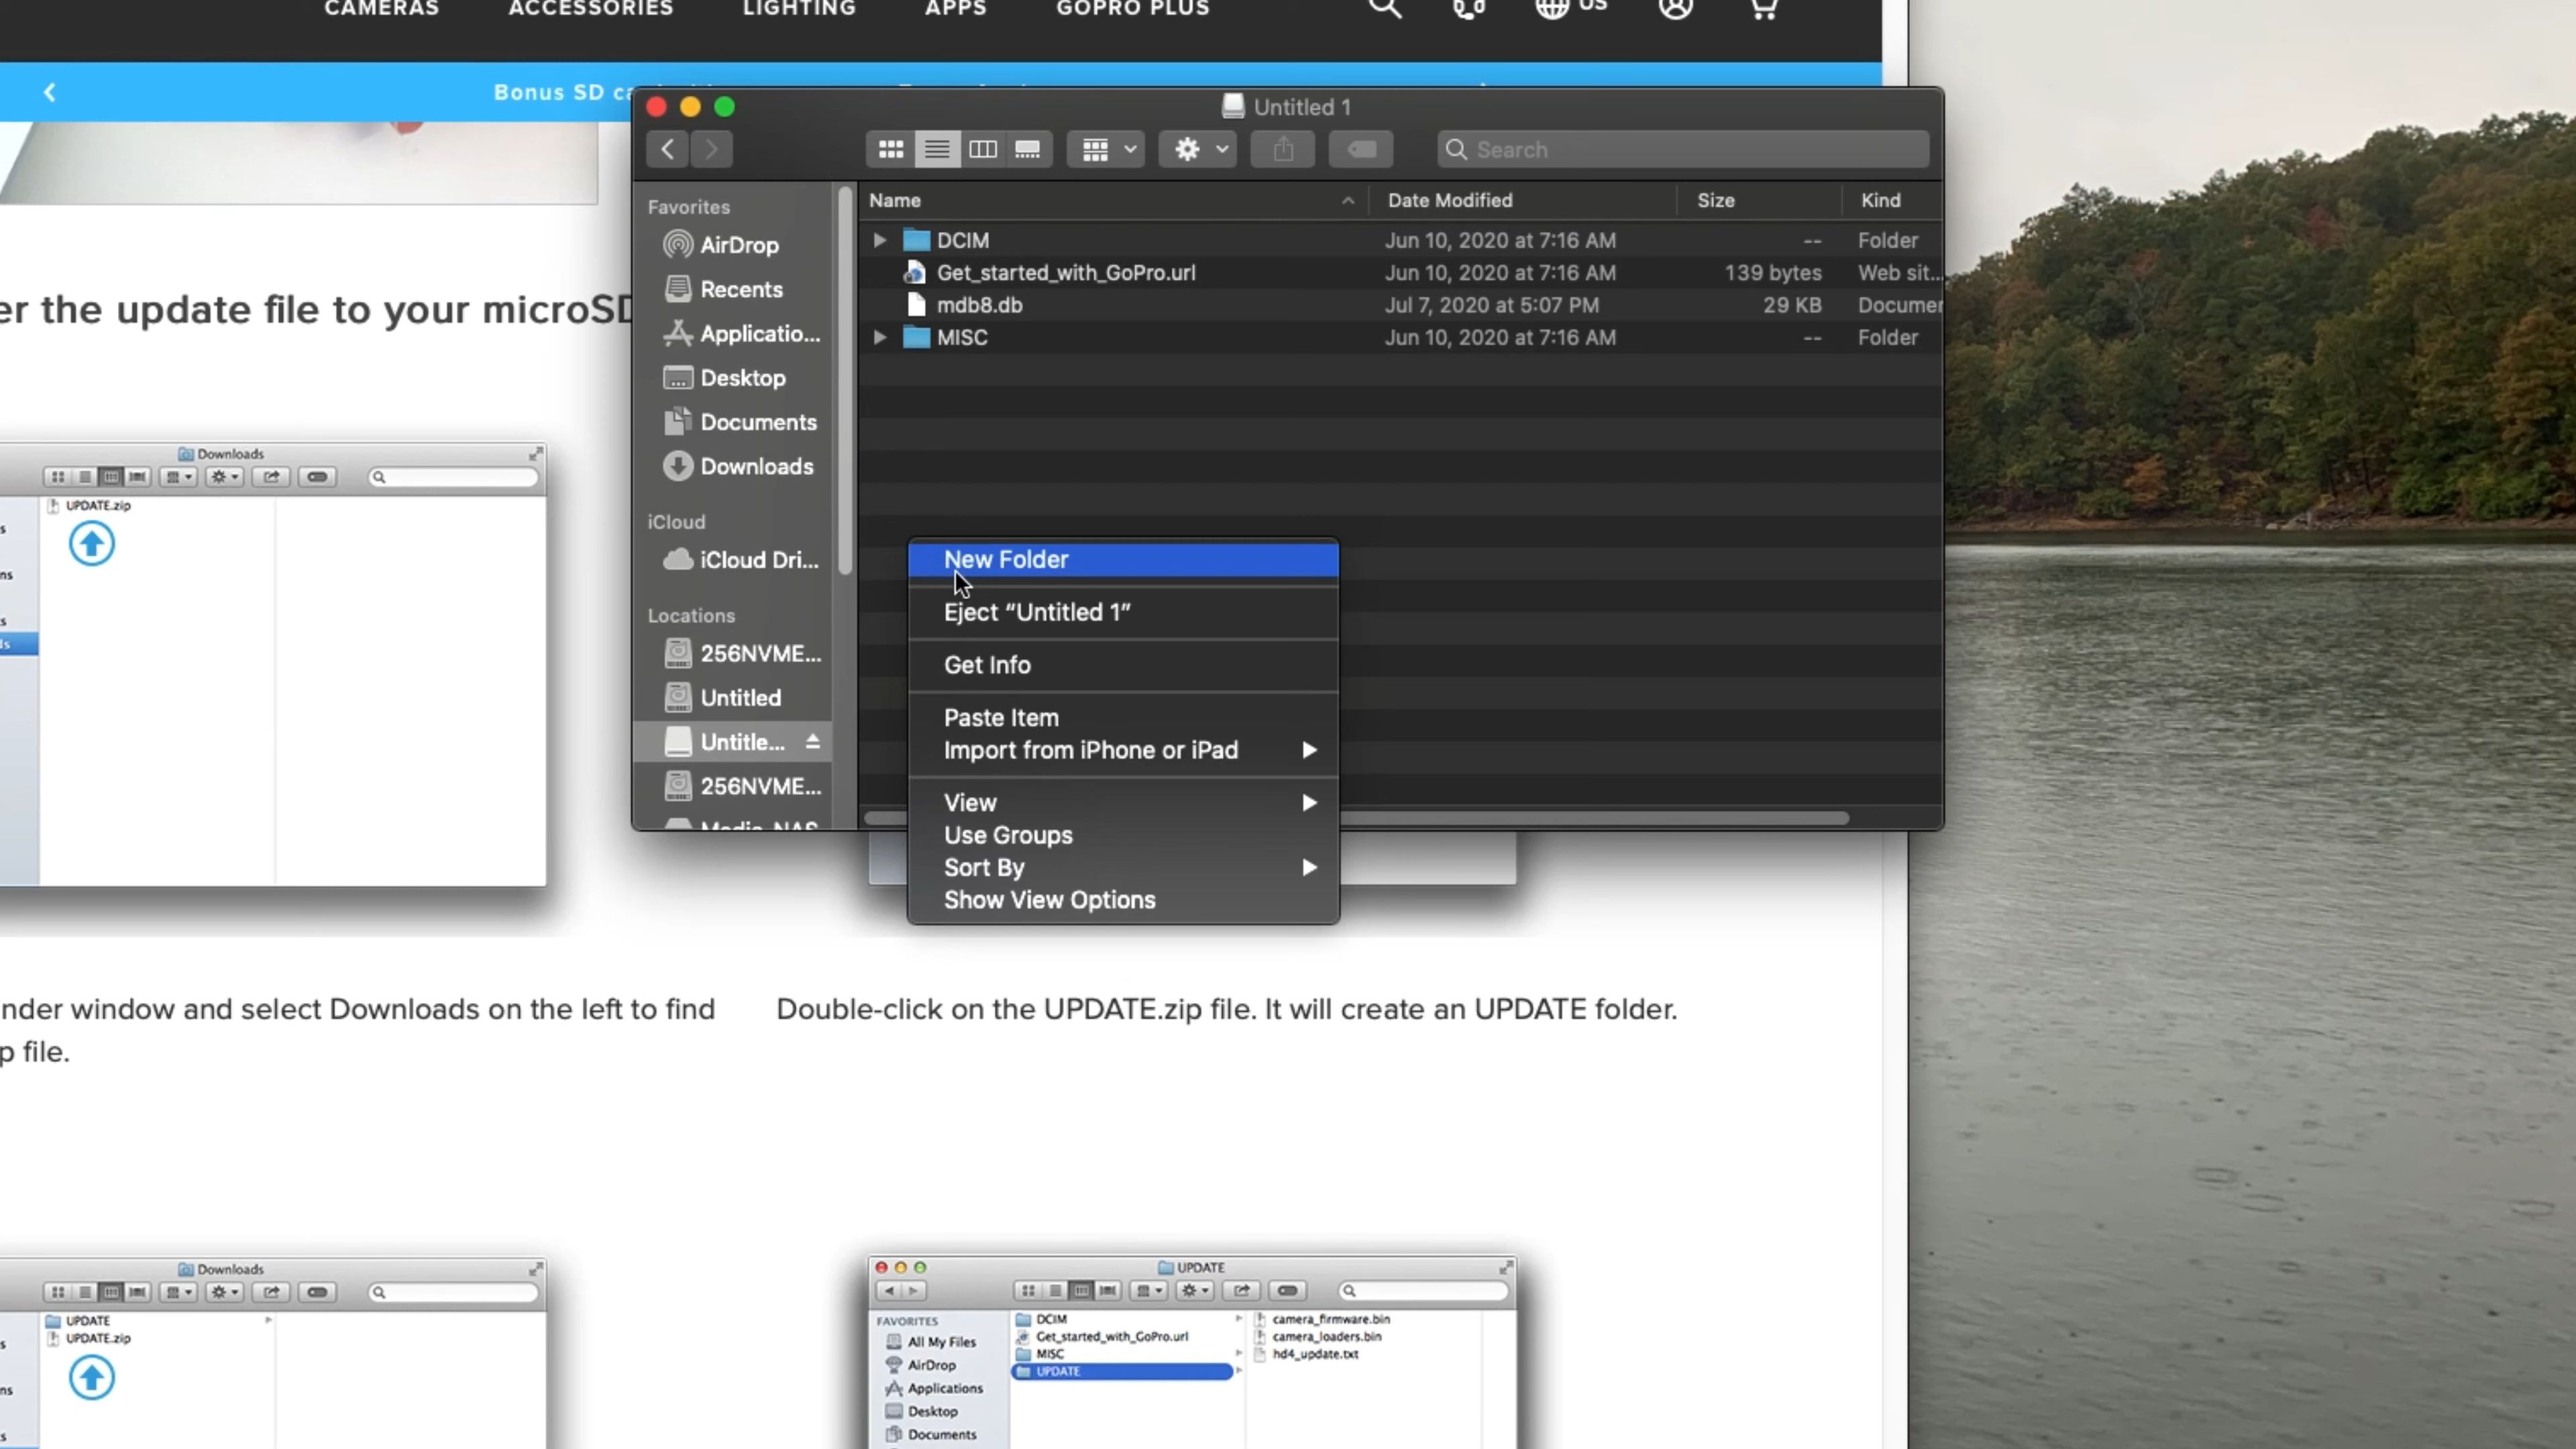 CAMERAS ACCESSORIES LIGHTING APPS GOPRO PLUS US
Bonus SD
Untitled 1
Search
Favorites
AirDrop
Recents
Applicatio...
Desktop
Documents
Downloads
iCloud
iCloud Dri...
Locations
256NVME...
Untitled
Untitle...
256NVME...
Media-NAS
Name Date Modified Size Kind
DCIM Jun 10, 2020 at 7:16 AM -- Folder
Get_started_with_GoPro.url Jun 10, 2020 at 7:16 AM 139 bytes Web sit...
mdb8.db Jul 7, 2020 at 5:07 PM 29 KB Documen
MISC Jun 10, 2020 at 7:16 AM -- Folder
New Folder
Eject “Untitled 1”
Get Info
Paste Item
Import from iPhone or iPad
View
Use Groups
Sort By
Show View Options
er the update file to your microSD
Downloads
UPDATE.zip
s
ns
s
ds
nder window and select Downloads on the left to find
p file.
Double-click on the UPDATE.zip file. It will create an UPDATE folder.
Downloads
UPDATE
UPDATE.zip
s
ns
s
UPDATE
FAVORITES
All My Files
AirDrop
Applications
Desktop
Documents
DCIM
Get_started_with_GoPro.url
MISC
UPDATE
camera_firmware.bin
camera_loaders.bin
hd4_update.txt